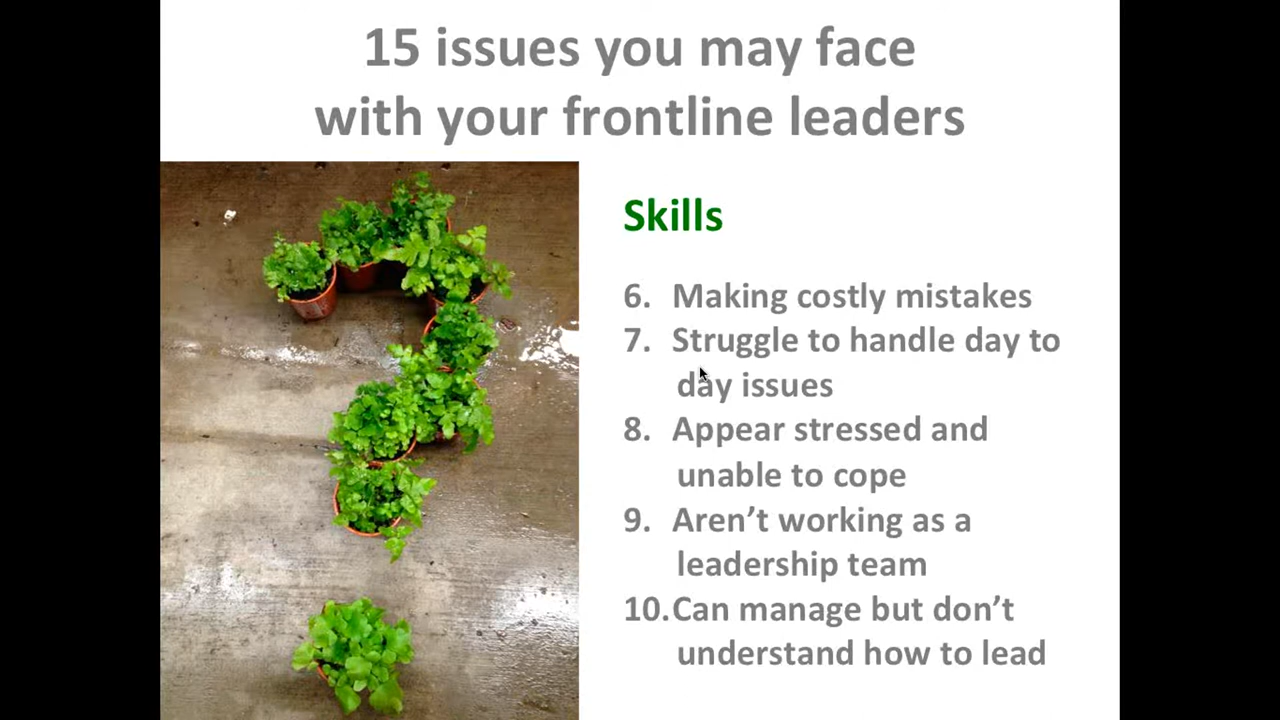 15 issues you may face
with your frontline leaders
Skills
6. Making costly mistakes
7. Struggle to handle day to
day issues
8. Appear stressed and
unable to cope
9. Aren’t working as a
leadership team
10. Can manage but don’t
understand how to lead